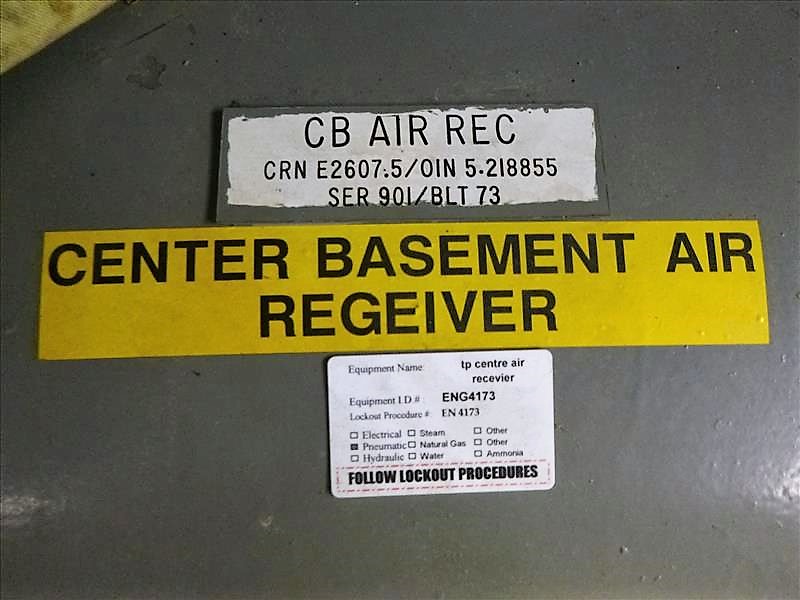 CB AIR REC
CRN E2607.5/OIN 5.218855
SER 901/BLT 73
CENTER BASEMENT AIR
REGEIVER
Equipment Name: tp centre air
recevier
Equipment I.D # ENG4173
Lockout Procedure # EN 4173
Electrical Steam Other
Pneumatic Natural Gas Other
Hydraulic Water Ammonia
FOLLOW LOCKOUT PROCEDURES